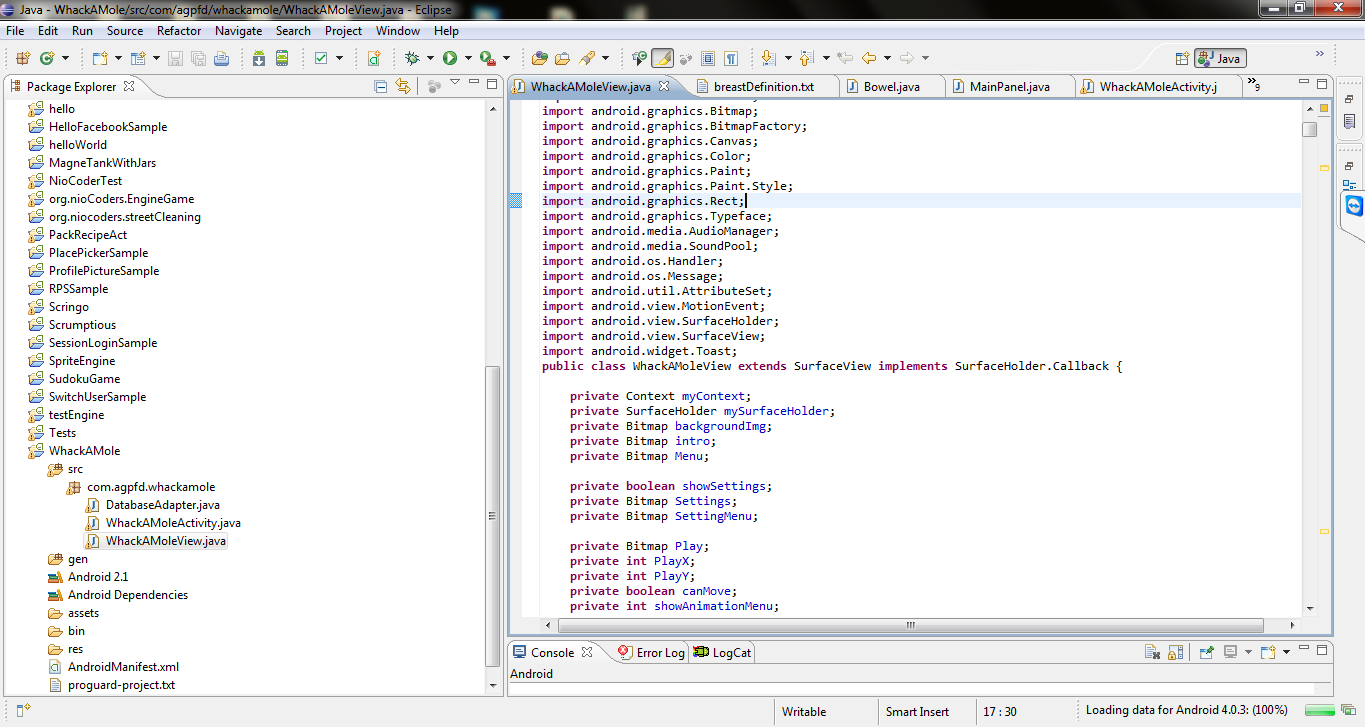 Java - WhackAMole/src/com/agpfd/whackamole/WhackAMoleView.java - Eclipse
File Edit Run Source Refactor Navigate Search Project Window Help
Java
Package Explorer
hello
HelloFacebookSample
helloWorld
MagneTankWithJars
NioCoderTest
org.nioCoders.EngineGame
org.niocoders.streetCleaning
PackRecipeAct
PlacePickerSample
ProfilePictureSample
RPSSample
Scringo
Scrumptious
SessionLoginSample
SpriteEngine
SudokuGame
SwitchUserSample
testEngine
Tests
WhackAMole
src
com.agpfd.whackamole
DatabaseAdapter.java
WhackAMoleActivity.java
WhackAMoleView.java
gen
Android 2.1
Android Dependencies
assets
bin
res
AndroidManifest.xml
proguard-project.txt
WhackAMoleView.java breastDefinition.txt Bowel.java MainPanel.java WhackAMoleActivity.j »9
import android.graphics.Bitmap;
import android.graphics.BitmapFactory;
import android.graphics.Canvas;
import android.graphics.Color;
import android.graphics.Paint;
import android.graphics.Paint.Style;
import android.graphics.Rect;
import android.graphics.Typeface;
import android.media.AudioManager;
import android.media.SoundPool;
import android.os.Handler;
import android.os.Message;
import android.util.AttributeSet;
import android.view.MotionEvent;
import android.view.SurfaceHolder;
import android.view.SurfaceView;
import android.widget.Toast;
public class WhackAMoleView extends SurfaceView implements SurfaceHolder.Callback {
private Context myContext;
private SurfaceHolder mySurfaceHolder;
private Bitmap backgroundImg;
private Bitmap intro;
private Bitmap Menu;
private boolean showSettings;
private Bitmap Settings;
private Bitmap SettingMenu;
private Bitmap Play;
private int PlayX;
private int PlayY;
private boolean canMove;
private int showAnimationMenu;
Console Error Log LogCat
Android
Writable Smart Insert 17 : 30 Loading data for Android 4.0.3: (100%)